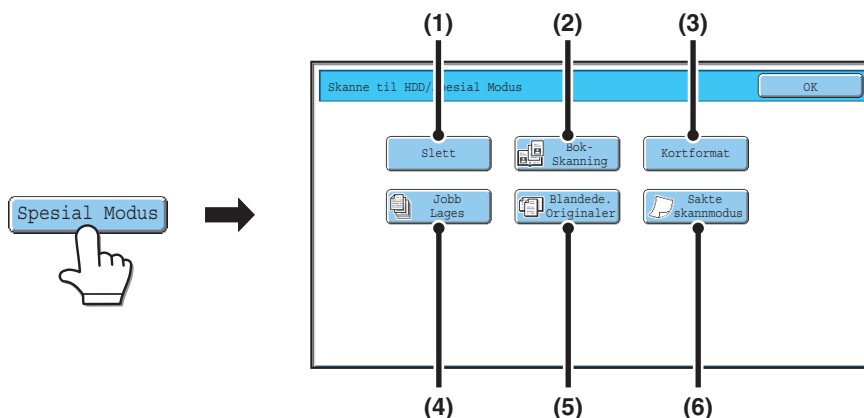 (1) (2) (3)
Skanne til HDD/Spesial Modus OK
Slett
Bok-
Skanning
Kortformat
Spesial Modus
Jobb
Lages
Blandede.
Originaler
Sakte
skannmodus
(4) (5) (6)